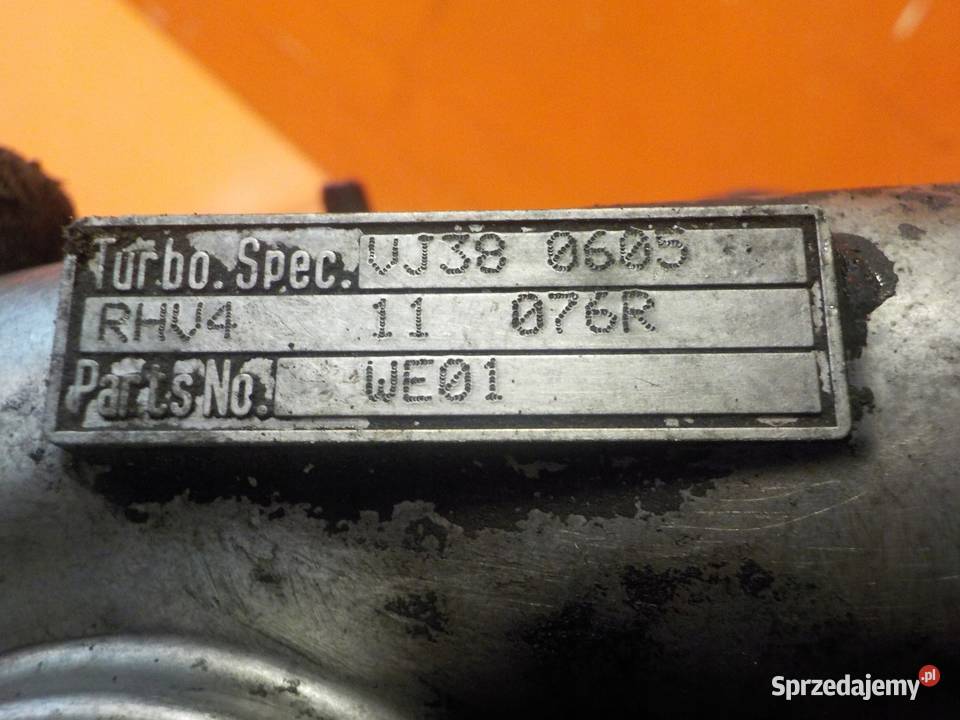 Turbo. Spec. VJ38 0605
RHV4 11 076R
Parts No. WE01
Sprzedajemy.pl